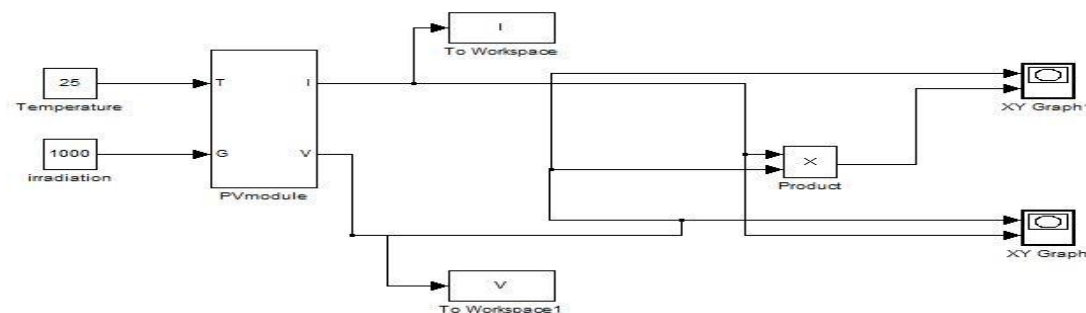 I
To Workspace
25
Temperature
T
I
1000
irradiation
G
V
PVmodule
XY Graph1
X
Product
XY Graph
V
To Workspace1